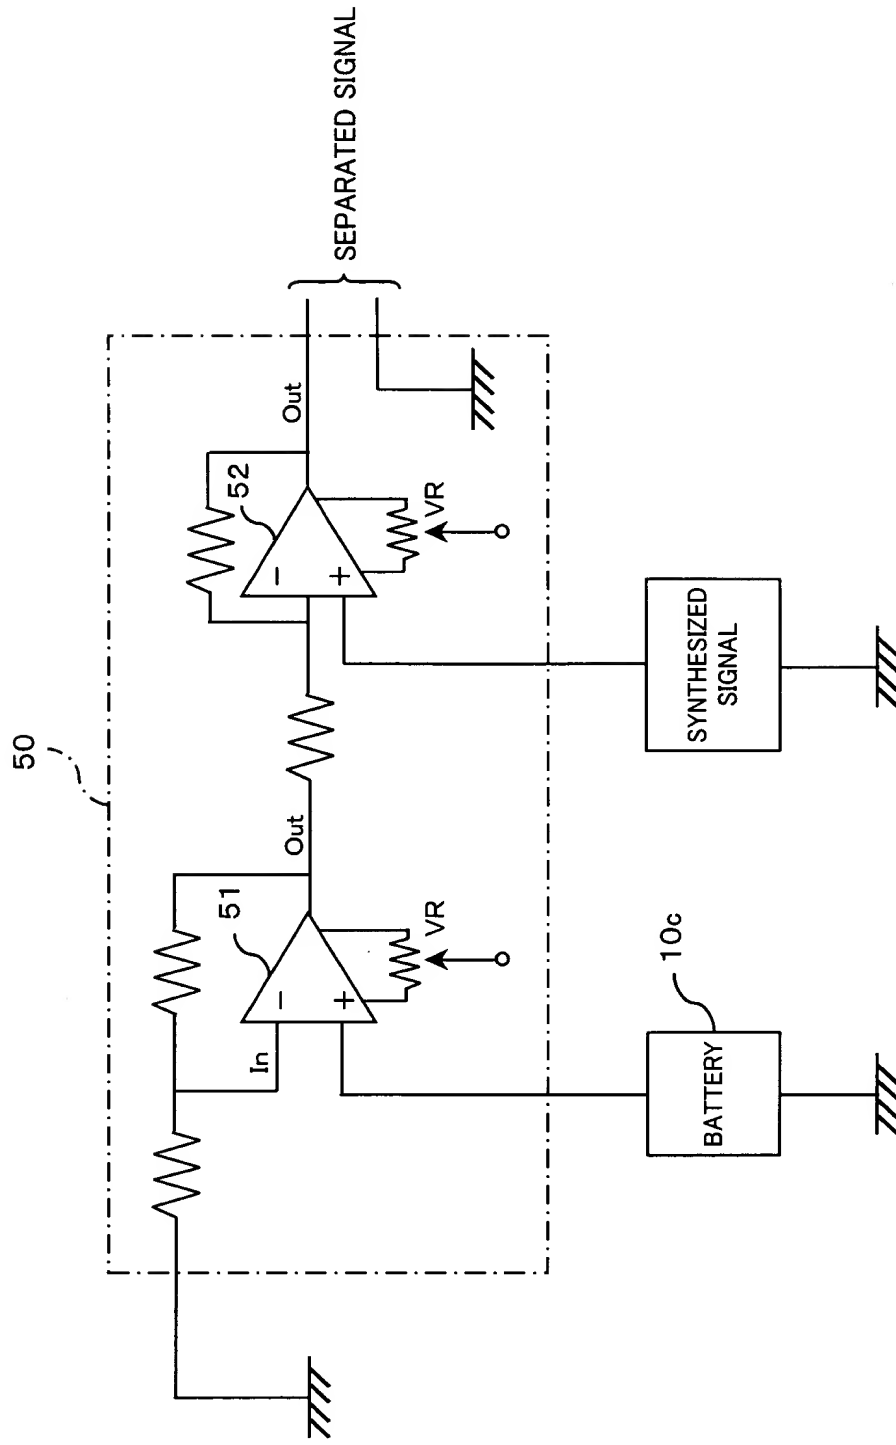 50
SEPARATED SIGNAL
Out
52
−
+
VR
Out
51
−
+
VR
In
SYNTHESIZED
SIGNAL
10c
BATTERY